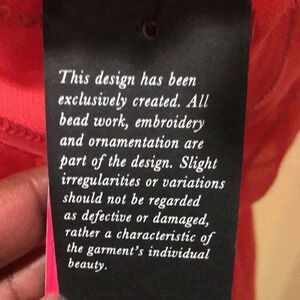 This design has been
exclusively created. All
bead work, embroidery
and ornamentation are
part of the design. Slight
irregularities or variations
should not be regarded
as defective or damaged,
rather a characteristic of
the garment's individual
beauty.